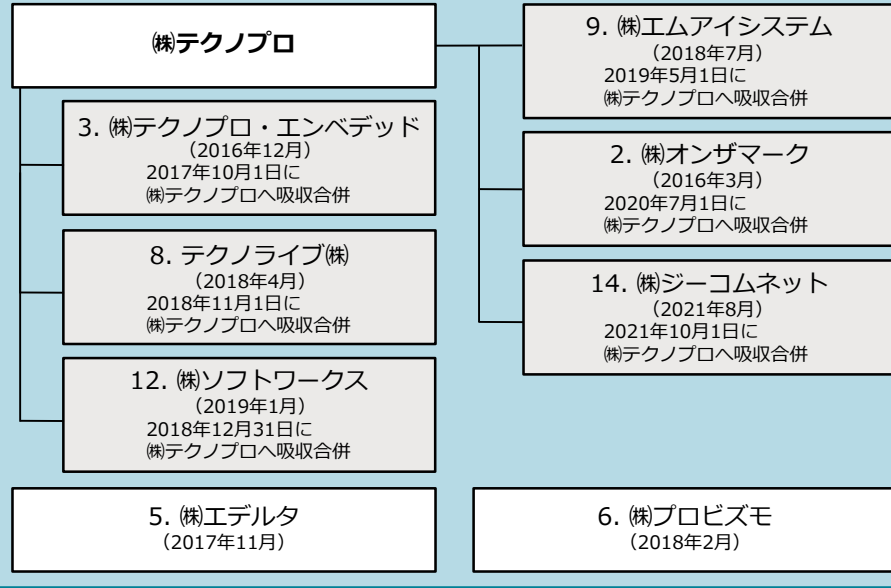 ㈱テクノプロ
3. ㈱テクノプロ・エンベデッド
（2016年12月）
2017年10月1日に
㈱テクノプロへ吸収合併
8. テクノライブ㈱
（2018年4月）
2018年11月1日に
㈱テクノプロへ吸収合併
12. ㈱ソフトワークス
（2019年1月）
2018年12月31日に
㈱テクノプロへ吸収合併
9. ㈱エムアイシステム
（2018年7月）
2019年5月1日に
㈱テクノプロへ吸収合併
2. ㈱オンザマーク
（2016年3月）
2020年7月1日に
㈱テクノプロへ吸収合併
14. ㈱ジーコムネット
（2021年8月）
2021年10月1日に
㈱テクノプロへ吸収合併
5. ㈱エデルタ
（2017年11月）
6. ㈱プロビズモ
（2018年2月）